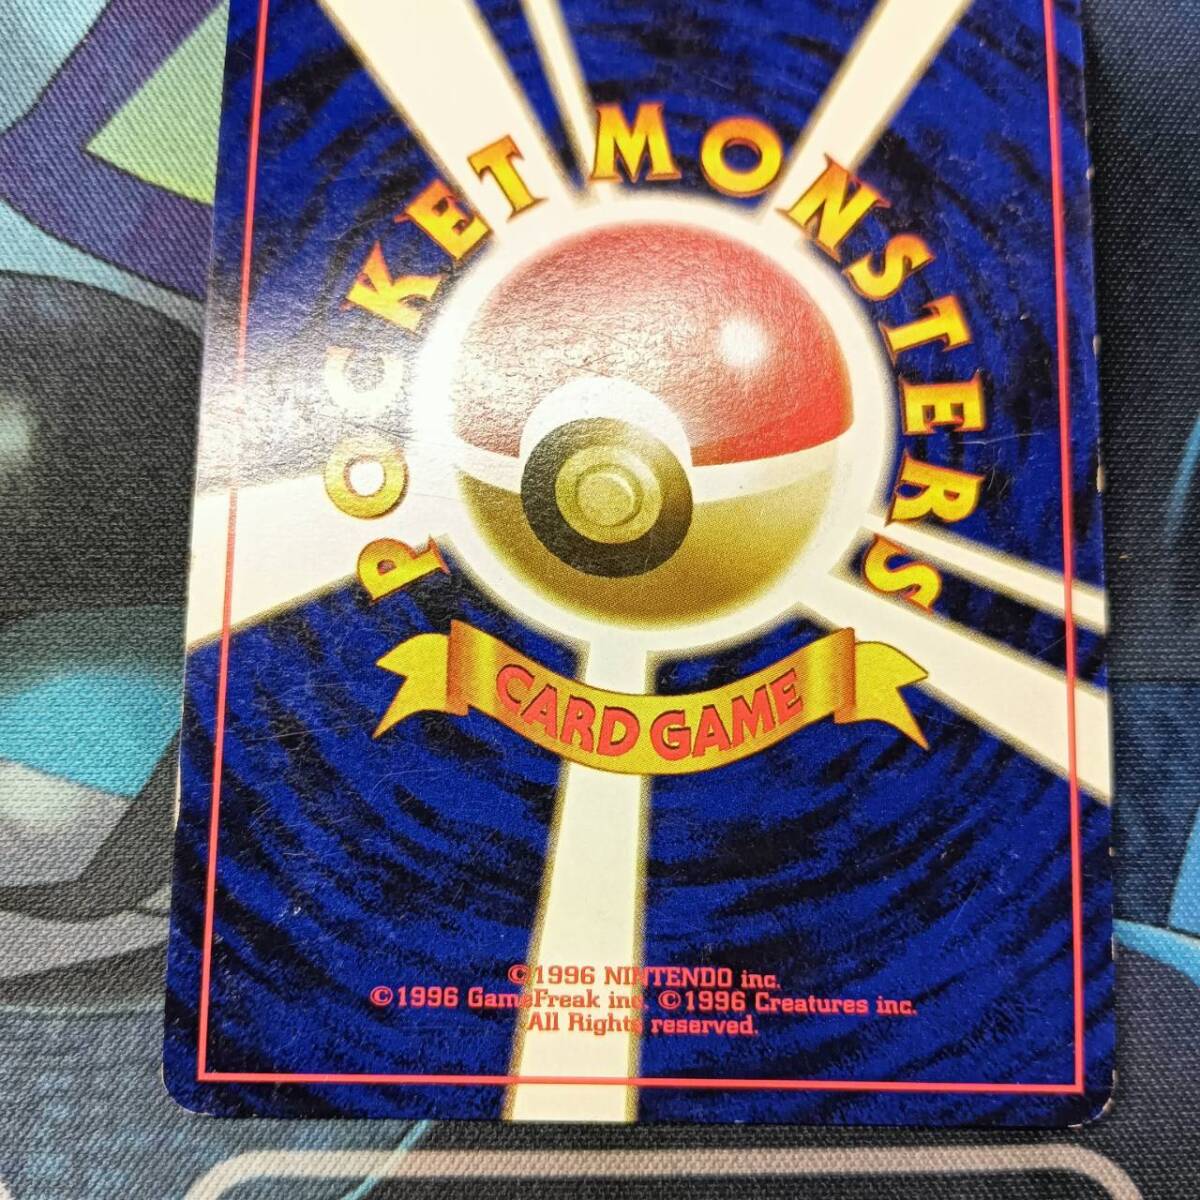 POCKET MONSTERS
CARD GAME
©1996 NINTENDO inc.
©1996 GameFreak inc. ©1996 Creatures inc.
All Rights reserved.